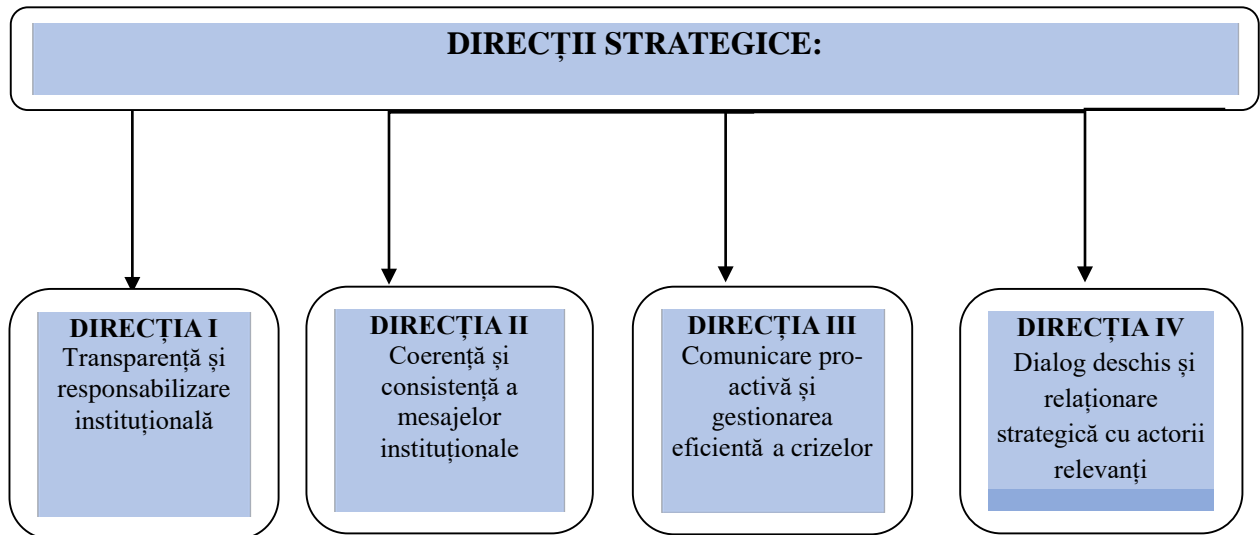 DIRECȚII STRATEGICE:
DIRECȚIA I
Transparență și
responsabilizare
instituțională
DIRECȚIA II
Coerență și
consistență a
mesajelor
instituționale
DIRECȚIA III
Comunicare pro-
activă și
gestionarea
eficientă a crizelor
DIRECȚIA IV
Dialog deschis și
relaționare
strategică cu actorii
relevanți